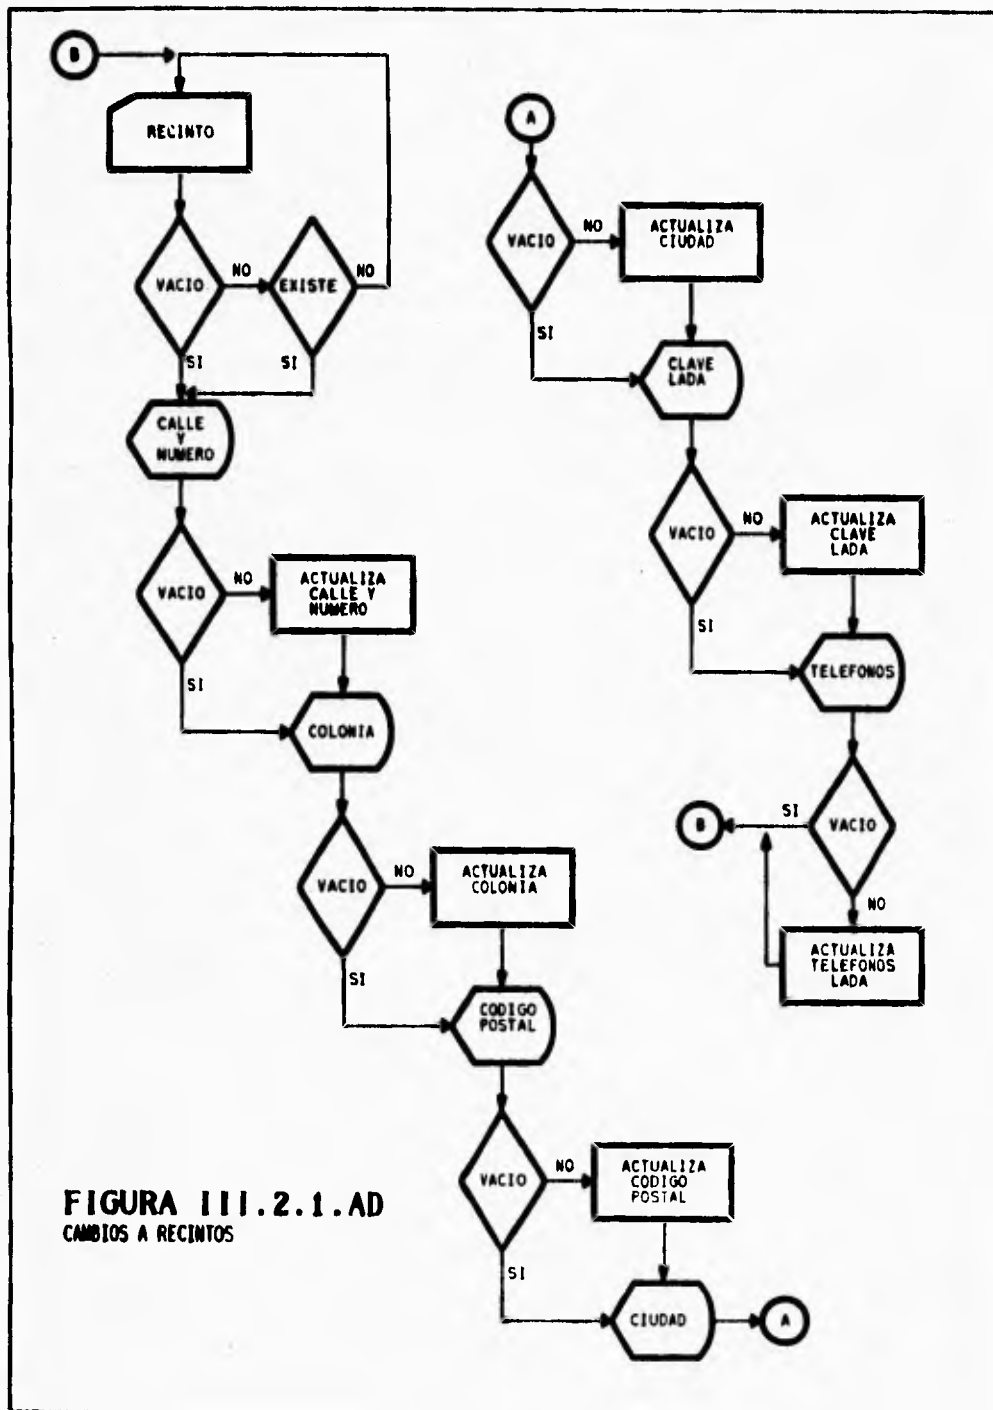 B
RECINTO
VACIO
NO
EXISTE
NO
SI
SI
CALLE
Y
NUMERO
VACIO
NO
ACTUALIZA
CALLE Y
NUMERO
SI
COLONIA
VACIO
NO
ACTUALIZA
COLONIA
SI
CODIGO
POSTAL
VACIO
NO
ACTUALIZA
CODIGO
POSTAL
SI
CIUDAD
A
A
VACIO
NO
ACTUALIZA
CIUDAD
SI
CLAVE
LADA
VACIO
NO
ACTUALIZA
CLAVE
LADA
SI
TELEFONOS
VACIO
SI
B
NO
ACTUALIZA
TELEFONOS
LADA
FIGURA III.2.1.AD
CAMBIOS A RECINTOS